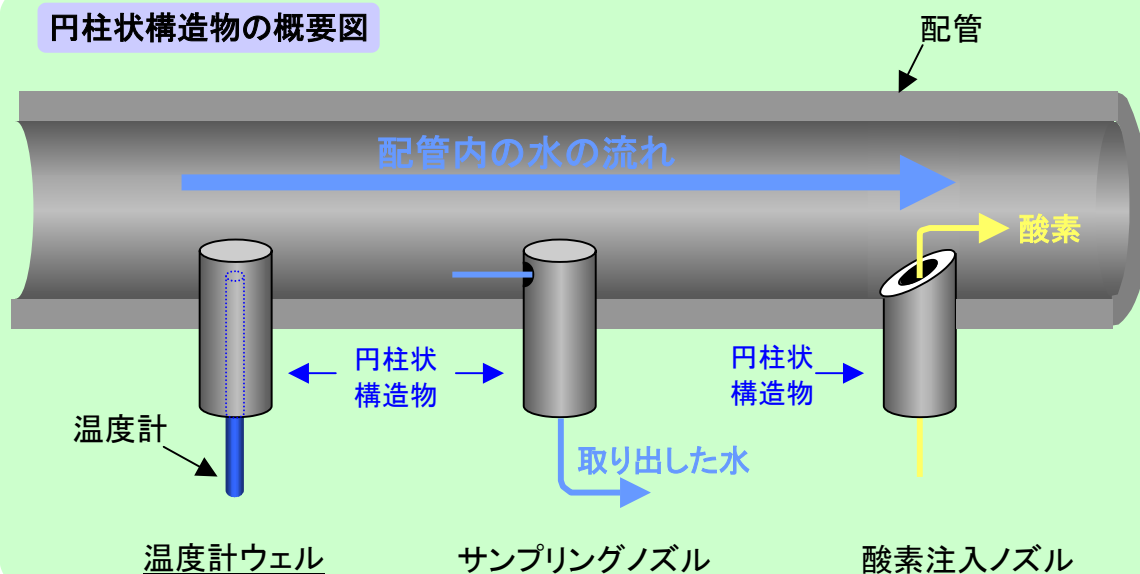 円柱状構造物の概要図
配管
配管内の水の流れ
酸素
円柱状
構造物
円柱状
構造物
温度計
取り出した水
温度計ウェル
サンプリングノズル
酸素注入ノズル